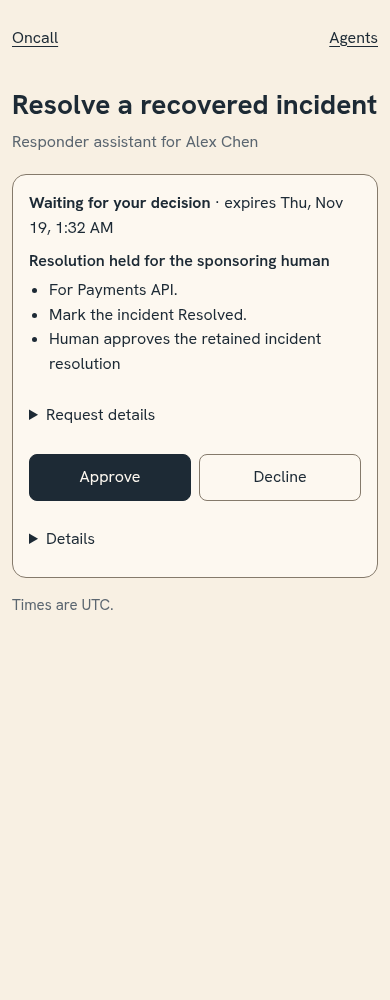 Oncall
Agents
Resolve a recovered incident
Responder assistant for Alex Chen
Waiting for your decision · expires Thu, Nov
19, 1:32 AM
Resolution held for the sponsoring human
• For Payments API.
• Mark the incident Resolved.
• Human approves the retained incident
resolution
▶ Request details
Approve
Decline
▶ Details
Times are UTC.